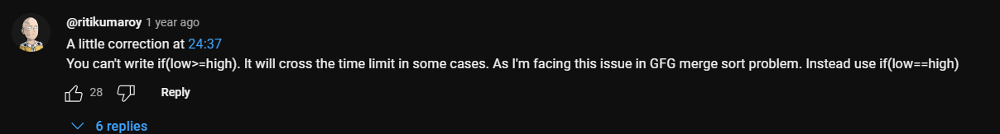 @ritikumaroy 1 year ago
A little correction at 24:37
You can't write if(low>=high). It will cross the time limit in some cases. As I'm facing this issue in GFG merge sort problem. Instead use if(low==high)
28 Reply
6 replies